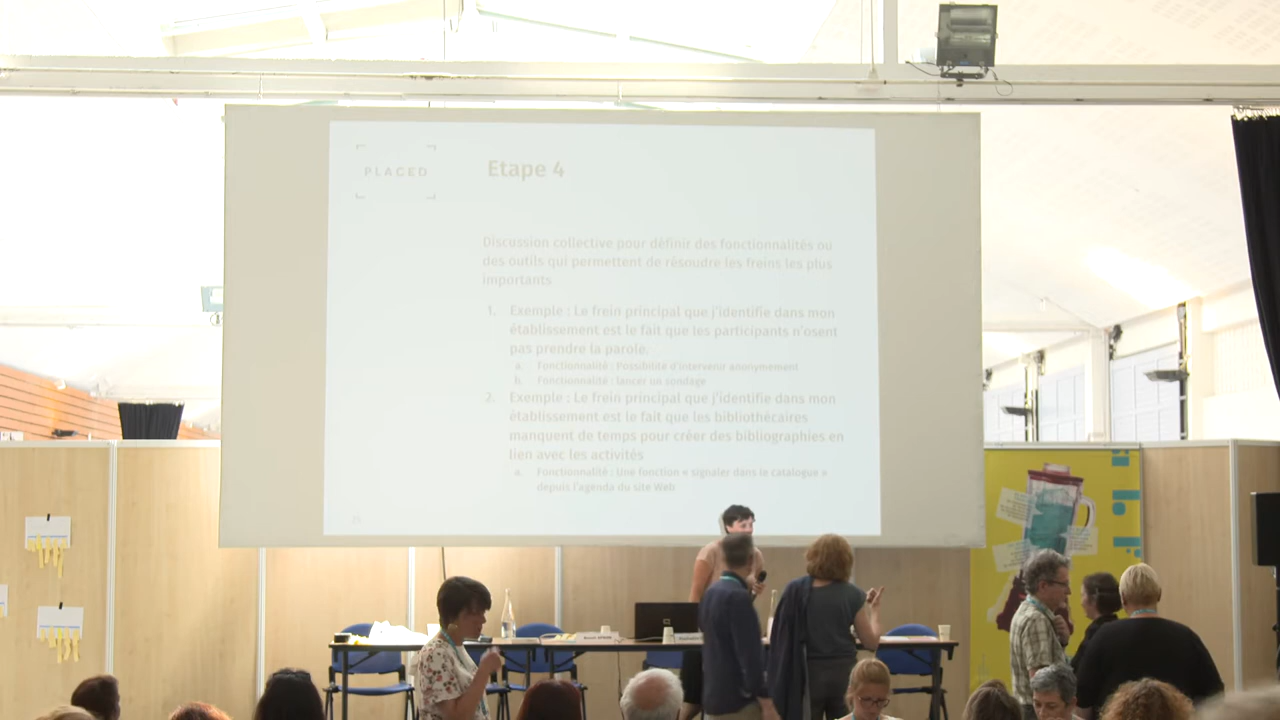 PLACED
Etape 4
Discussion collective pour définir des fonctionnalités ou
des outils qui permettent de résoudre les freins les plus
importants
1. Exemple : Le frein principal que j'identifie dans mon
établissement est le fait que les participants n'osent
pas prendre la parole.
a. Fonctionnalité : Possibilité d'intervenir anonymement
b. Fonctionnalité : lancer un sondage
2. Exemple : Le frein principal que j'identifie dans mon
établissement est le fait que les bibliothécaires
manquent de temps pour créer des bibliographies en
lien avec les activités
a. Fonctionnalité : Une fonction « signaler dans le catalogue »
depuis l'agenda du site Web